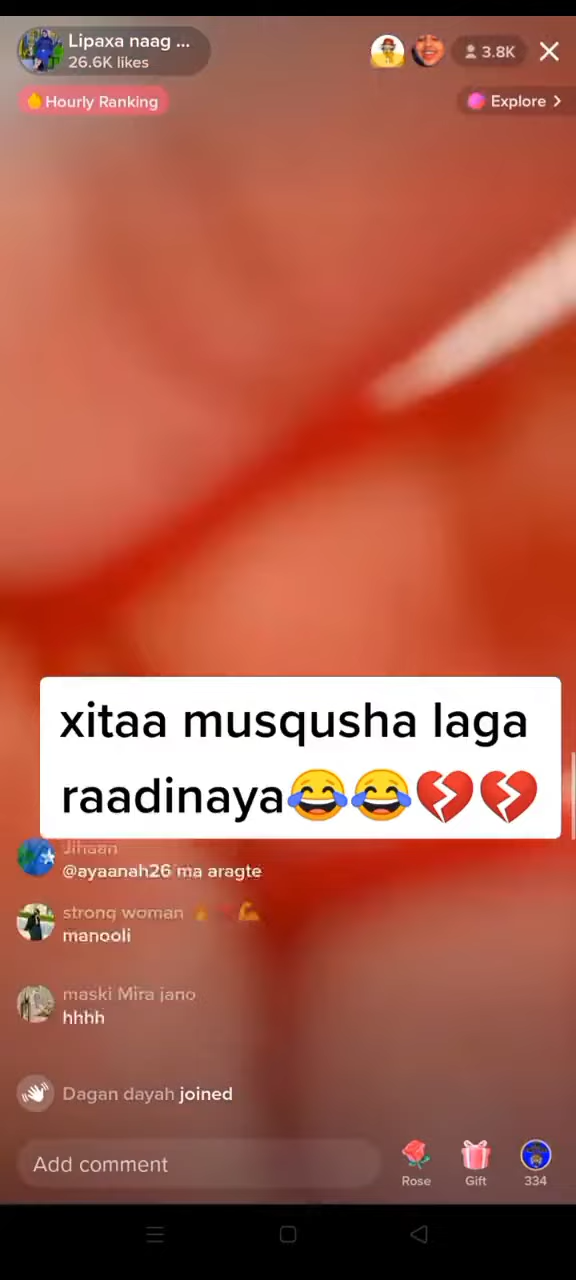 Lipaxa naag ...
26.6K likes
3.8K
Hourly Ranking
Explore
xitaa musqusha laga
raadinaya😂😂💔💔
Jihaan
@ayaanah26 ma aragte
strong woman
manooli
maski Mira jano
hhhh
Dagan dayah joined
Add comment
Rose
Gift
334